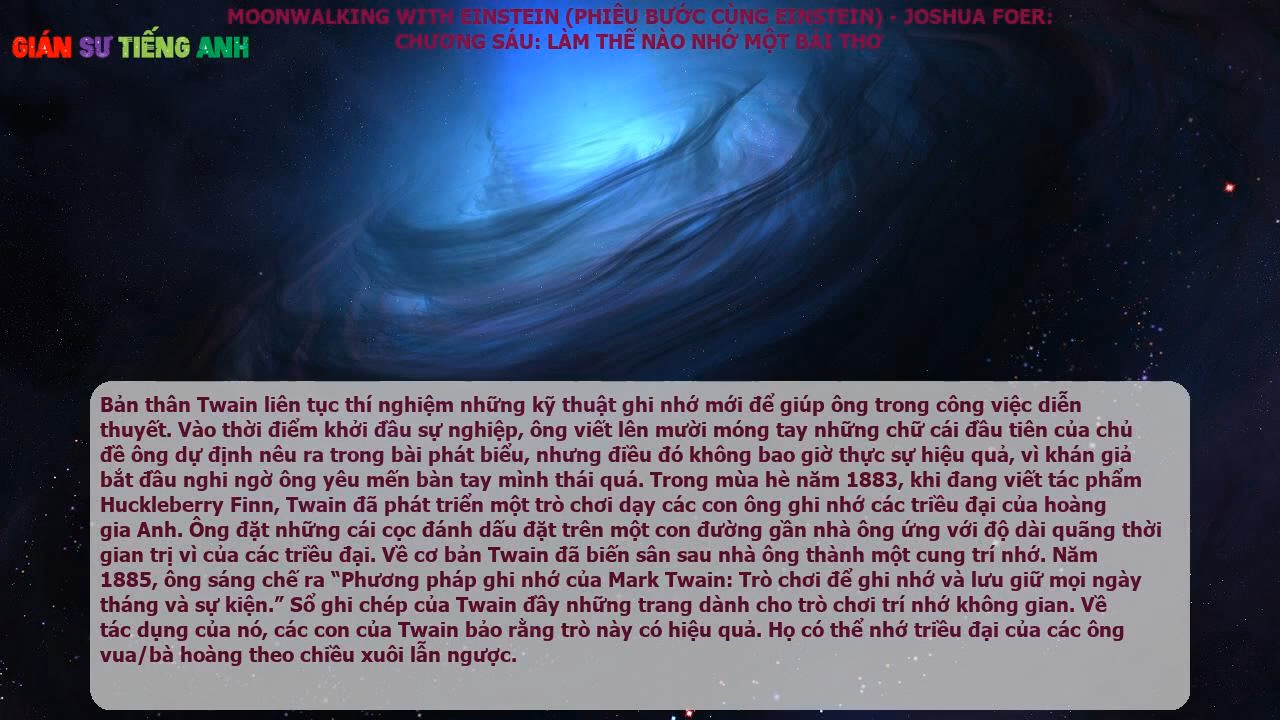 MOONWALKING WITH EINSTEIN (PHIÊU BƯỚC CÙNG EINSTEIN) - JOSHUA FOER:
CHƯƠNG SÁU: LÀM THẾ NÀO NHỚ MỘT BÀI THƠ
GIÁN SƯ TIẾNG ANH
Bản thân Twain liên tục thí nghiệm những kỹ thuật ghi nhớ mới để giúp ông trong công việc diễn
thuyết. Vào thời điểm khởi đầu sự nghiệp, ông viết lên mười móng tay những chữ cái đầu tiên của chủ
đề ông dự định nêu ra trong bài phát biểu, nhưng điều đó không bao giờ thực sự hiệu quả, vì khán giả
bắt đầu nghi ngờ ông yêu mến bàn tay mình thái quá. Trong mùa hè năm 1883, khi đang viết tác phẩm
Huckleberry Finn, Twain đã phát triển một trò chơi dạy các con ông ghi nhớ các triều đại của hoàng
gia Anh. Ông đặt những cái cọc đánh dấu đặt trên một con đường gần nhà ông ứng với độ dài quãng thời
gian trị vì của các triều đại. Về cơ bản Twain đã biến sân sau nhà ông thành một cung trí nhớ. Năm
1885, ông sáng chế ra “Phương pháp ghi nhớ của Mark Twain: Trò chơi để ghi nhớ và lưu giữ mọi ngày
tháng và sự kiện.” Sổ ghi chép của Twain đầy những trang dành cho trò chơi trí nhớ không gian. Về
tác dụng của nó, các con của Twain bảo rằng trò này có hiệu quả. Họ có thể nhớ triều đại của các ông
vua/bà hoàng theo chiều xuôi lẫn ngược.